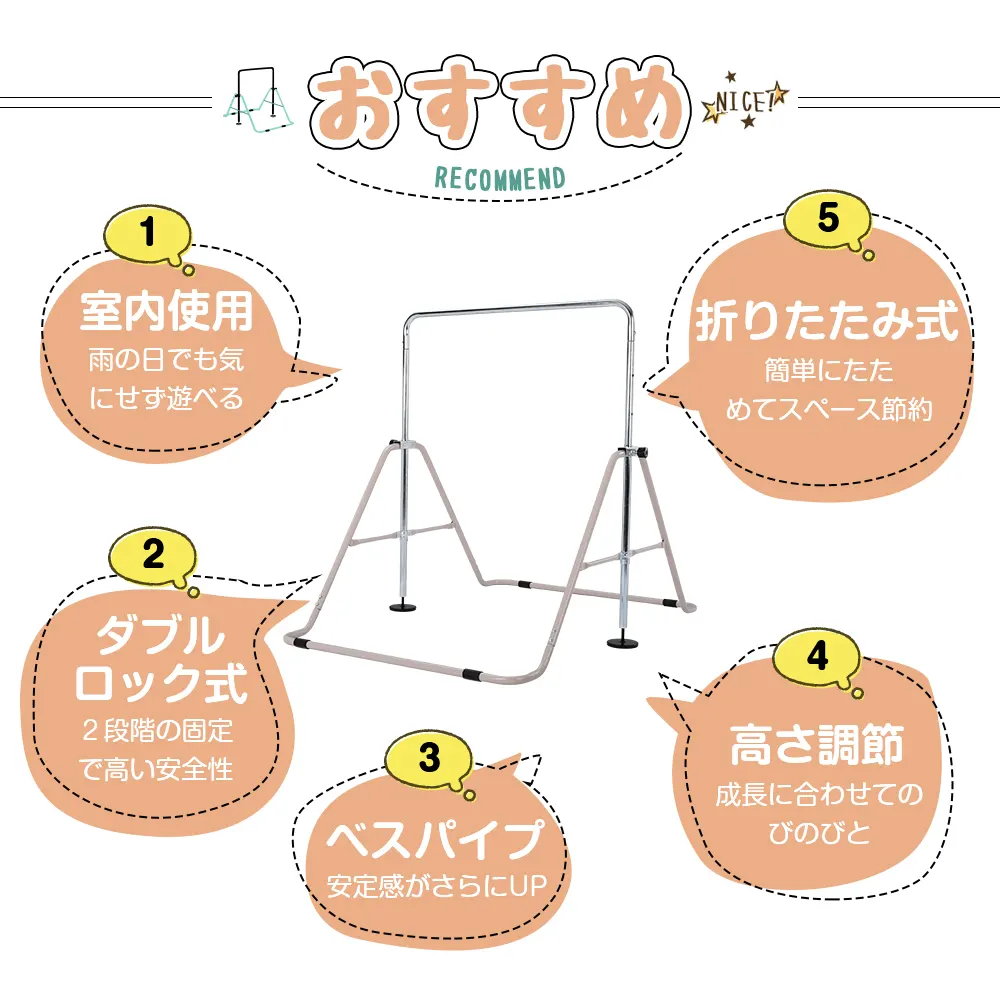 おすすめ
NICE!
RECOMMEND
1
室内使用
雨の日でも気
にせず遊べる
2
ダブル
ロック式
２段階の固定
で高い安全性
3
ベスパイプ
安定感がさらにUP
4
高さ調節
成長に合わせての
びのびと
5
折りたたみ式
簡単にたた
めてスペース節約